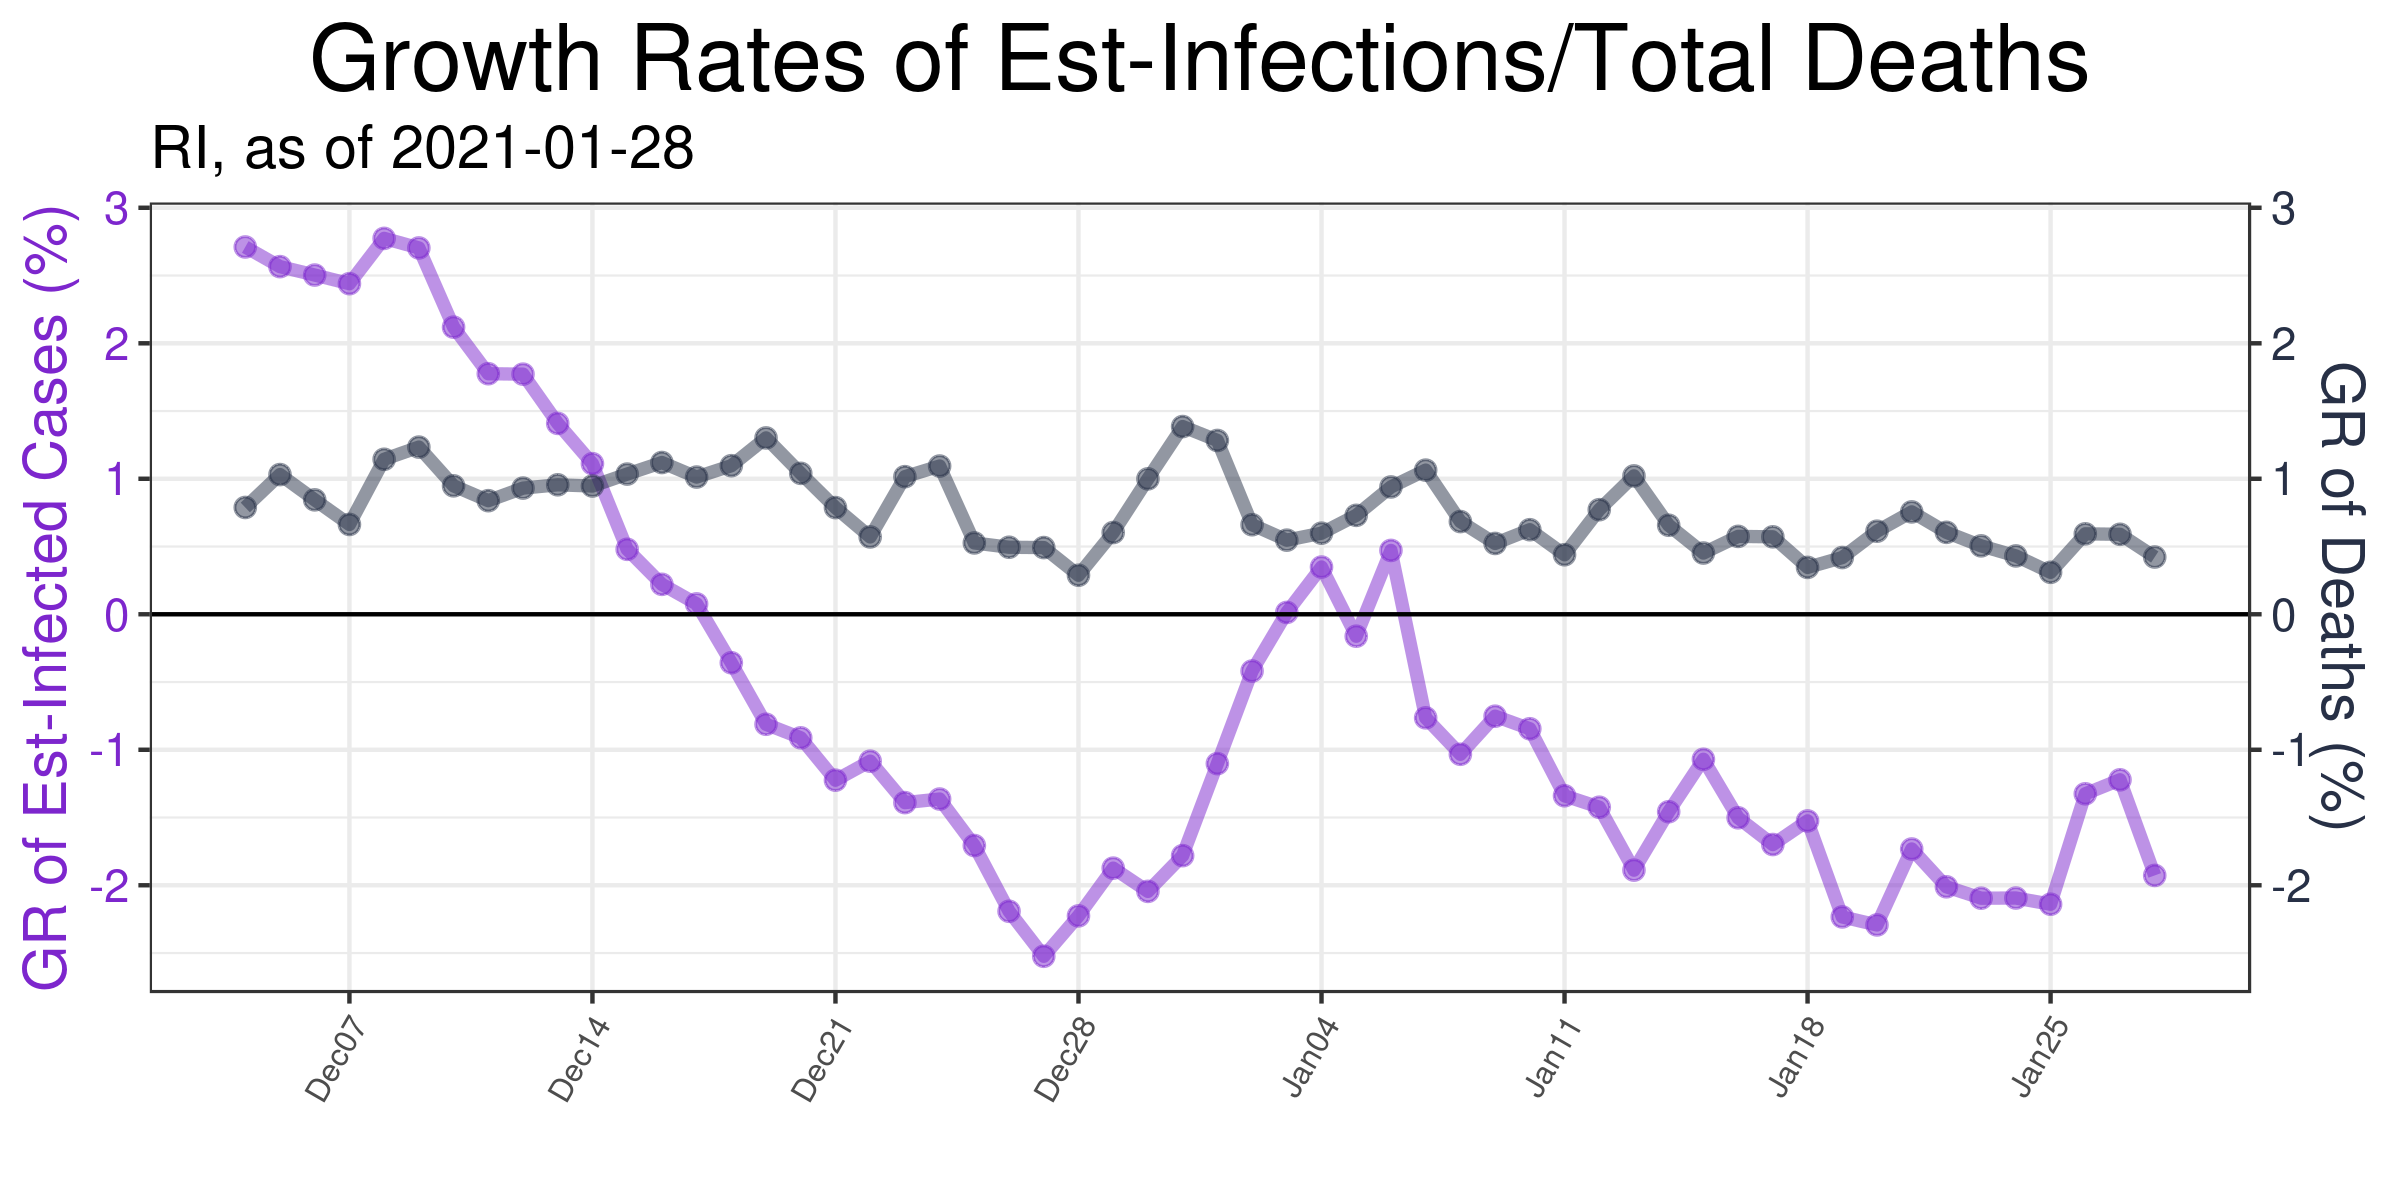 Growth Rates of Est-Infections/Total Deaths
RI, as of 2021-01-28
GR of Est-Infected Cases (%)
3
2
1
0
-1
-2
3
2
1
0
-1
-2
GR of Deaths (%)
Dec07
Dec14
Dec21
Dec28
Jan04
Jan11
Jan18
Jan25